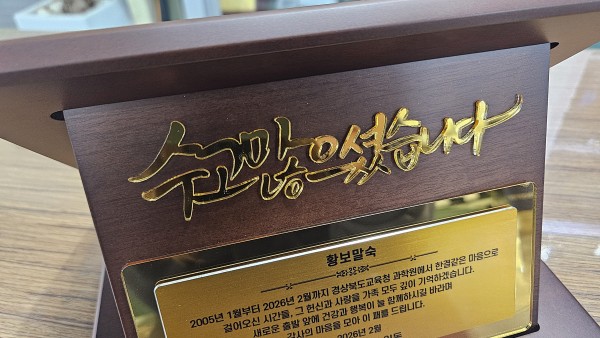 수고많으셨습니다
황보말숙
2005년 1월부터 2026년 2월까지 경상북도교육청 과학원에서 한결같은 마음으로
걸어오신 시간들, 그 헌신과 사랑을 가족 모두 깊이 기억하겠습니다.
새로운 출발 앞에 건강과 행복이 늘 함께하시길 바라며
감사의 마음을 모아 이 패를 드립니다.
2026년 2월